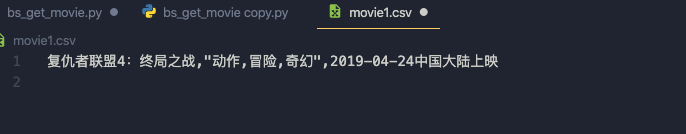 bs_get_movie.py
bs_get_movie copy.py
movie1.csv
movie1.csv
1 复仇者联盟4：终局之战,"动作,冒险,奇幻",2019-04-24中国大陆上映
2